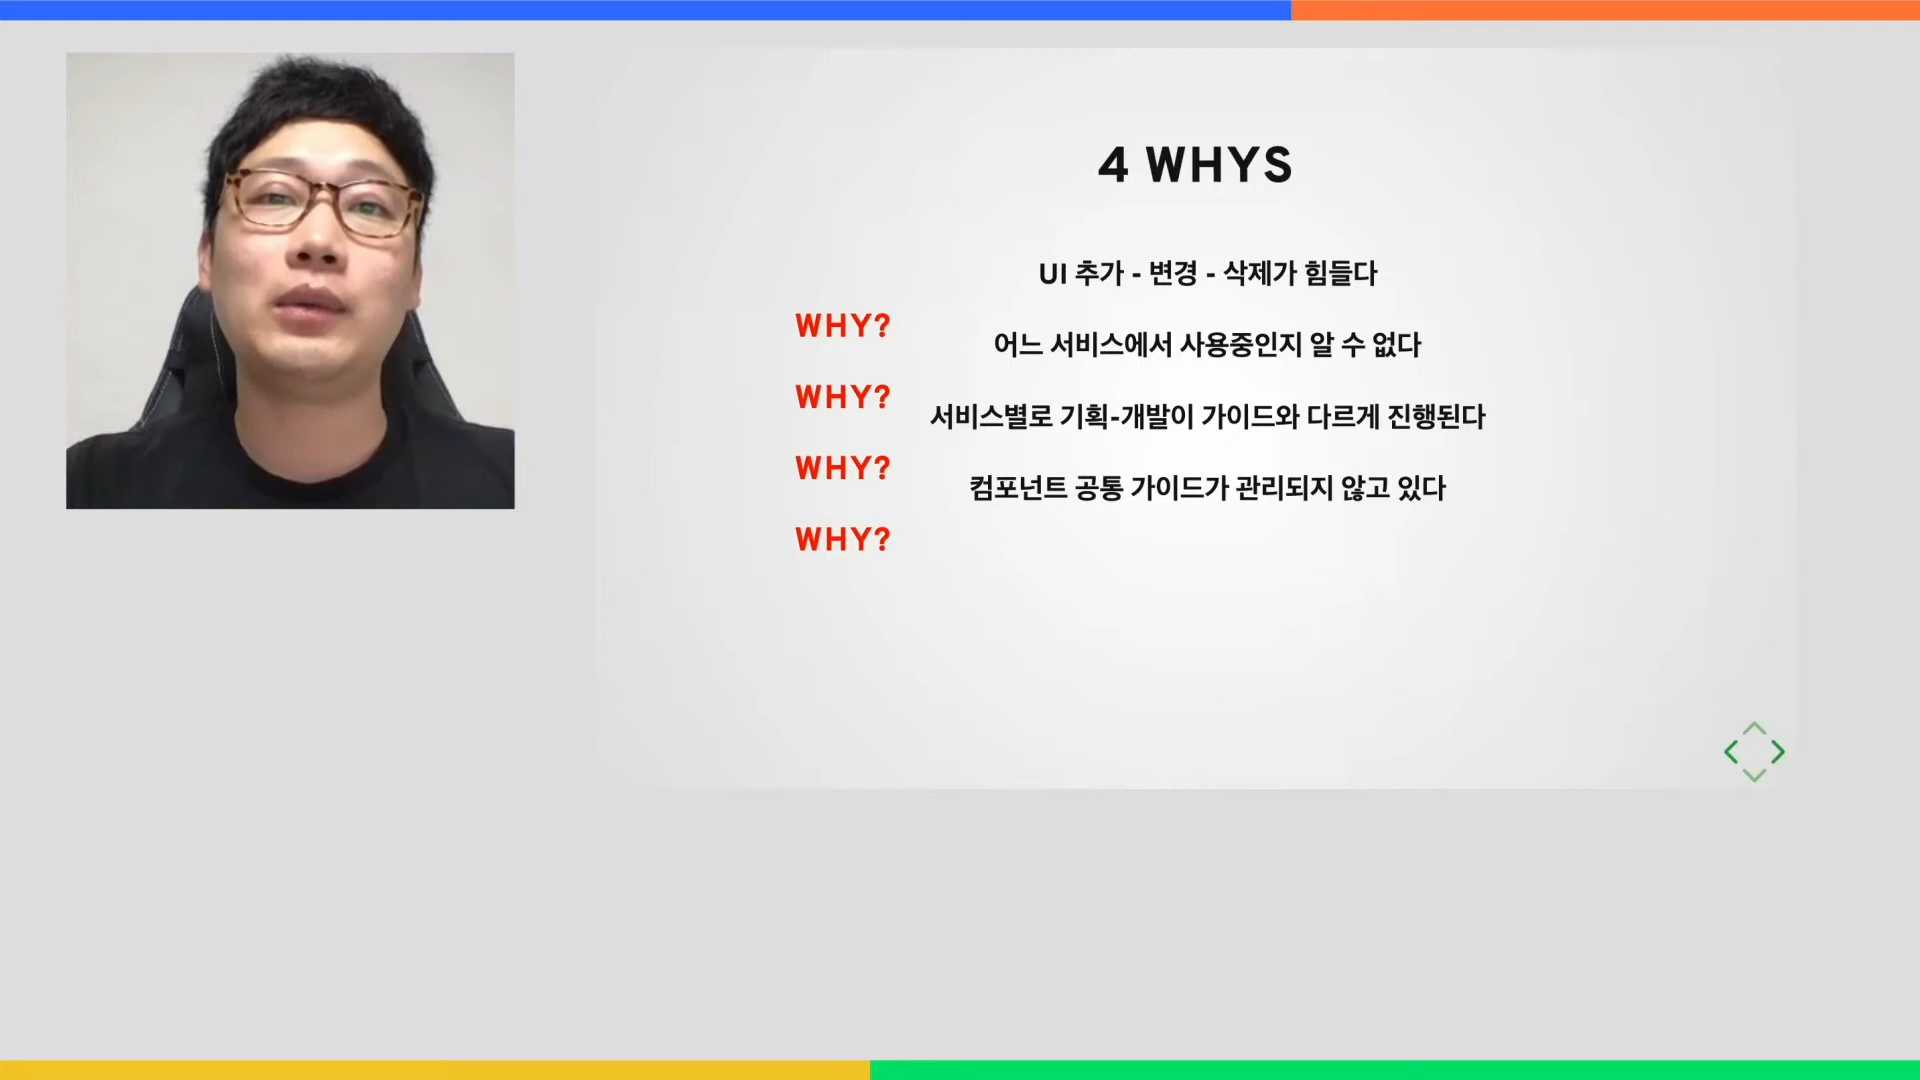 4 WHYS
UI 추가 - 변경 - 삭제가 힘들다
WHY?
어느 서비스에서 사용중인지 알 수 없다
WHY?
서비스별로 기획-개발이 가이드와 다르게 진행된다
WHY?
컴포넌트 공통 가이드가 관리되지 않고 있다
WHY?